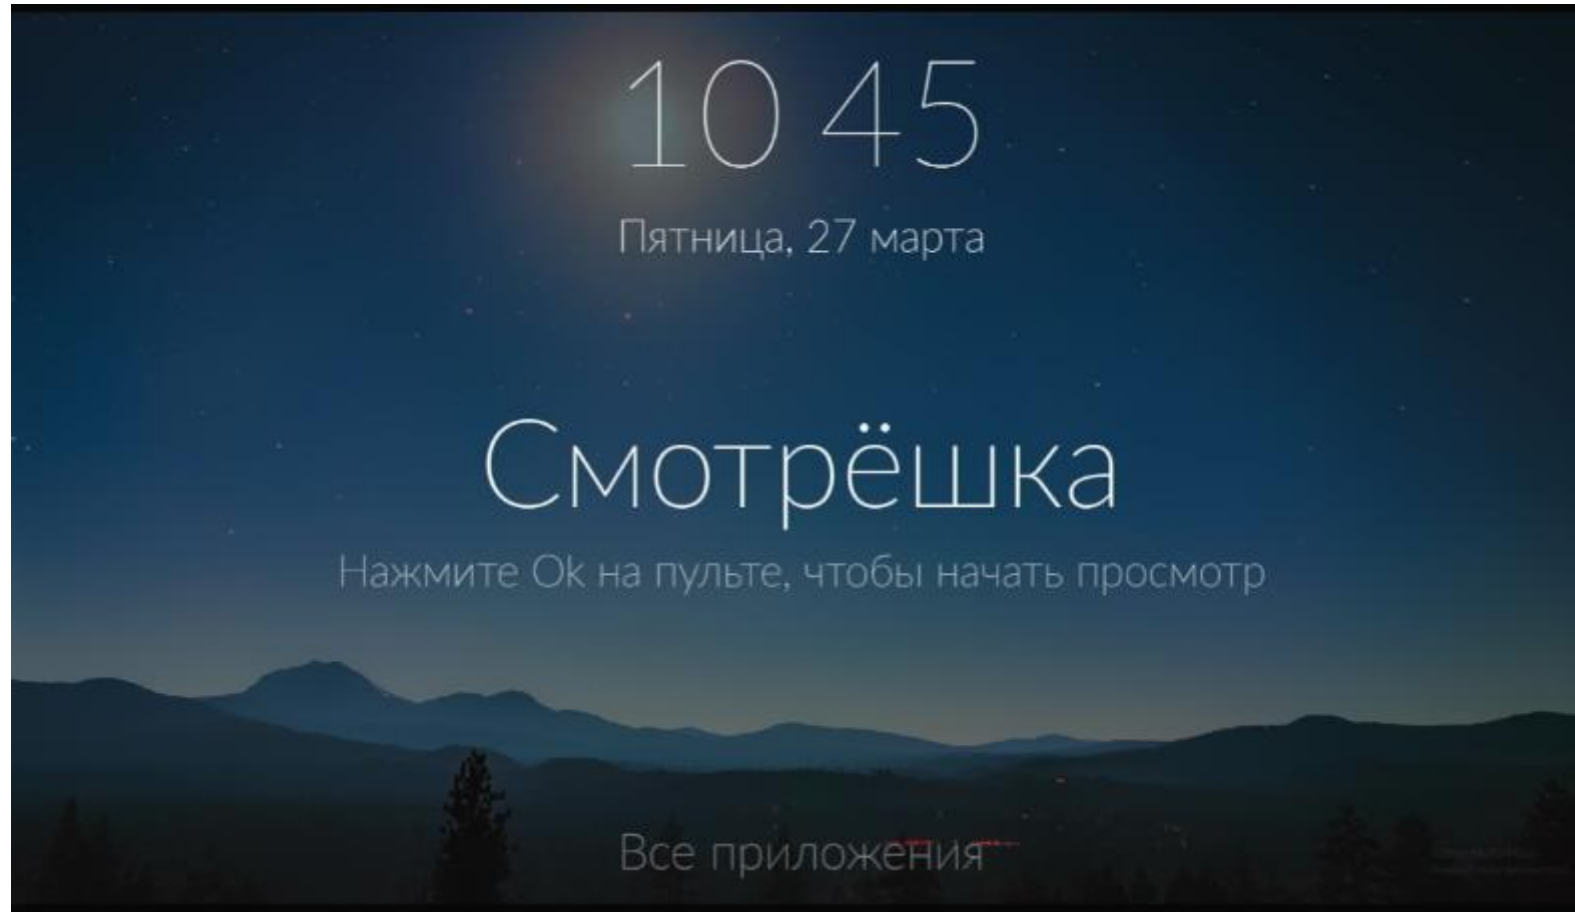 10 45
Пятница, 27 марта
Смотрёшка
Нажмите Ok на пульте, чтобы начать просмотр
Все приложения